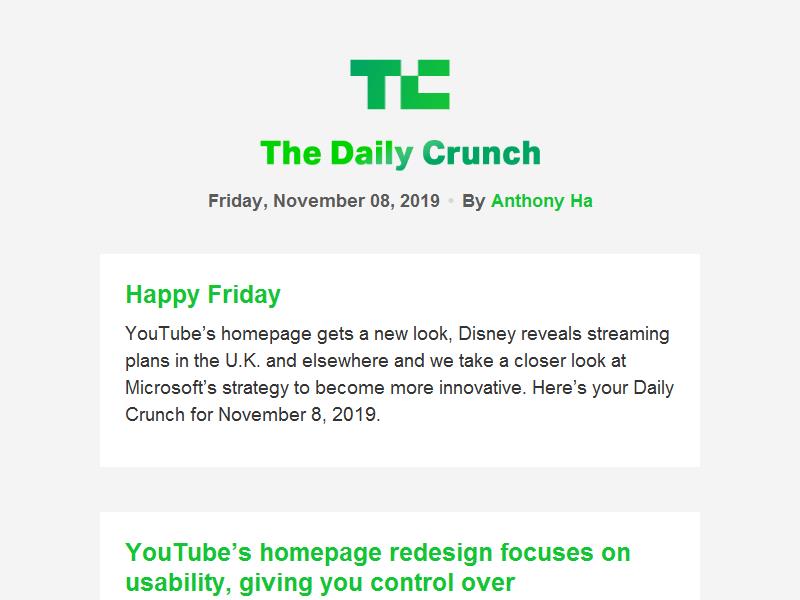 TC
The Daily Crunch
Friday, November 08, 2019 • By Anthony Ha
Happy Friday
YouTube’s homepage gets a new look, Disney reveals streaming
plans in the U.K. and elsewhere and we take a closer look at
Microsoft’s strategy to become more innovative. Here’s your Daily
Crunch for November 8, 2019.
YouTube’s homepage redesign focuses on
usability, giving you control over